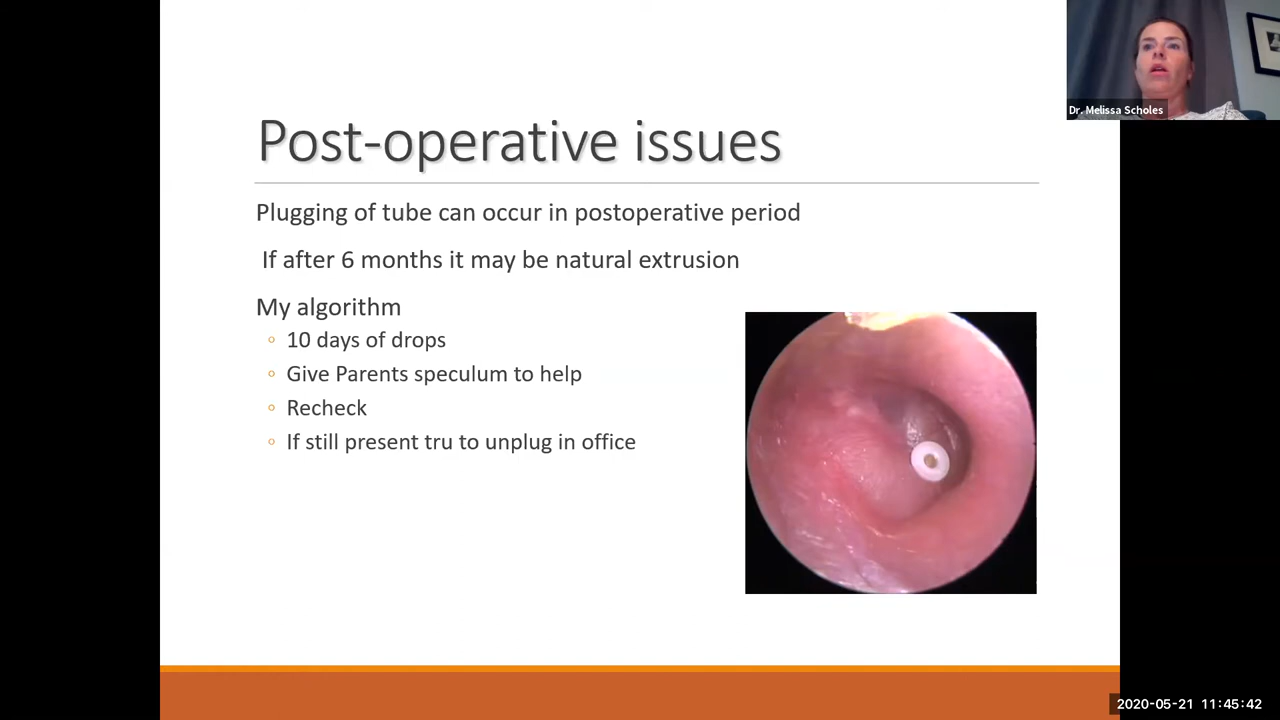 Dr. Melissa Scholes
Post-operative issues
Plugging of tube can occur in postoperative period
If after 6 months it may be natural extrusion
My algorithm
◦ 10 days of drops
◦ Give Parents speculum to help
◦ Recheck
◦ If still present tru to unplug in office
2020-05-21 11:45:42